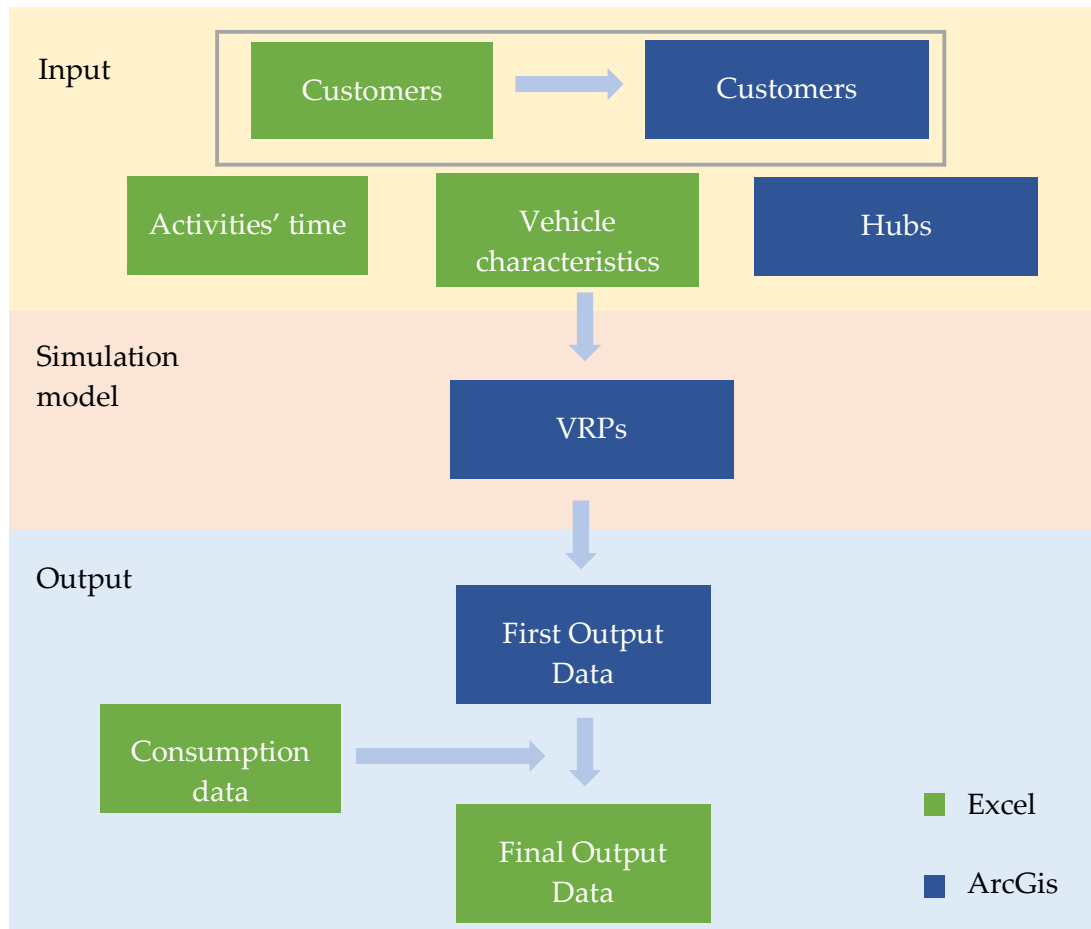 Input
Customers
Customers
Activities’ time
Vehicle
characteristics
Hubs
Simulation
model
VRPs
Output
First Output
Data
Consumption
data
Final Output
Data
Excel
ArcGis